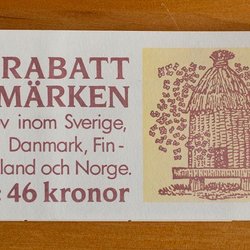 RABATT
MÄRKEN
v inom Sverige,
Danmark, Fin-
land och Norge.
46 kronor